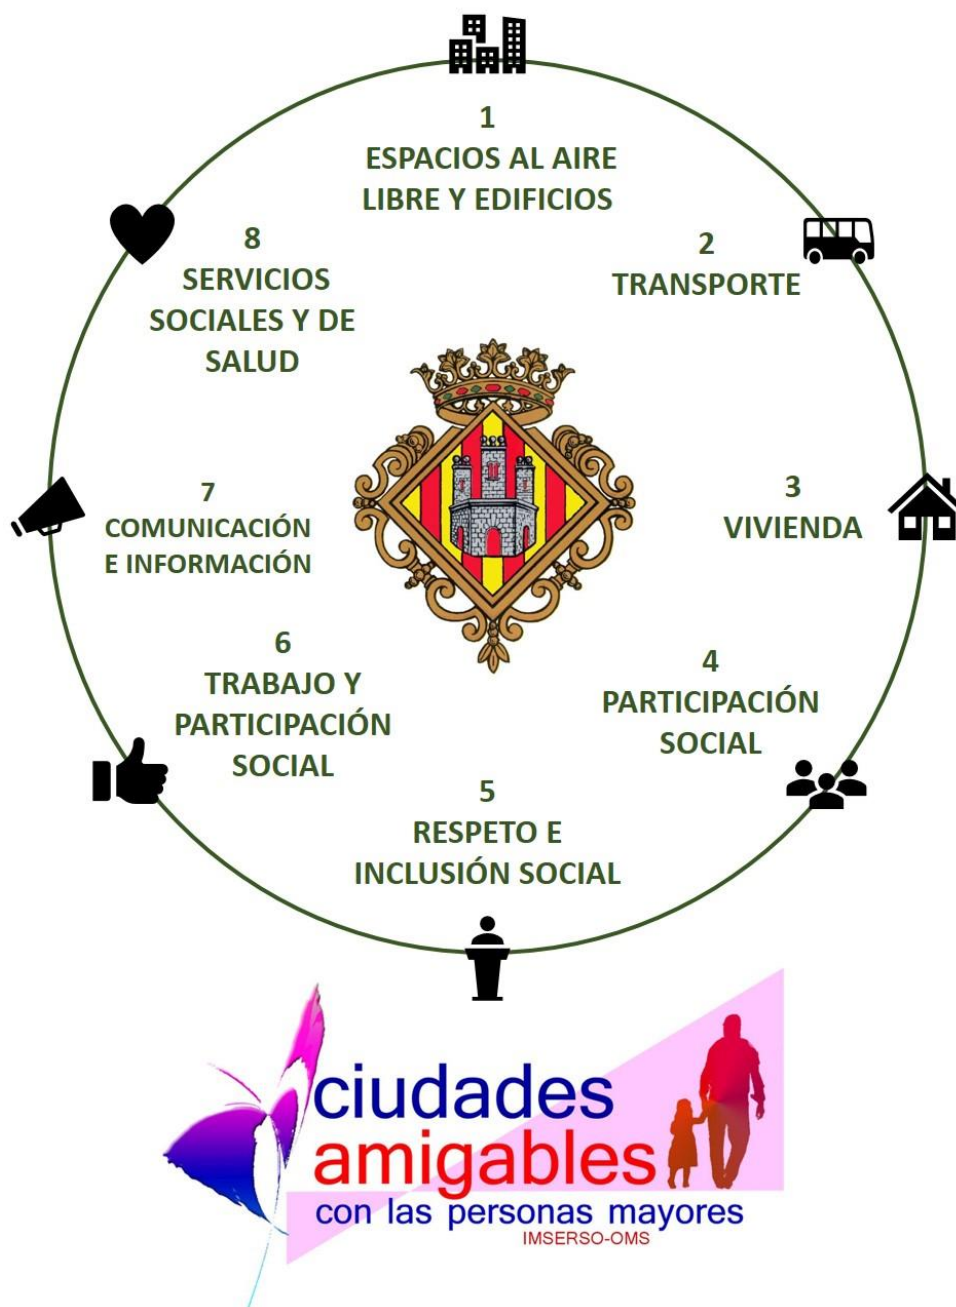 1
ESPACIOS AL AIRE
LIBRE Y EDIFICIOS
2
TRANSPORTE
3
VIVIENDA
4
PARTICIPACIÓN
SOCIAL
5
RESPETO E
INCLUSIÓN SOCIAL
6
TRABAJO Y
PARTICIPACIÓN
SOCIAL
7
COMUNICACIÓN
E INFORMACIÓN
8
SERVICIOS
SOCIALES Y DE
SALUD
ciudades
amigables
con las personas mayores
IMSERSO-OMS